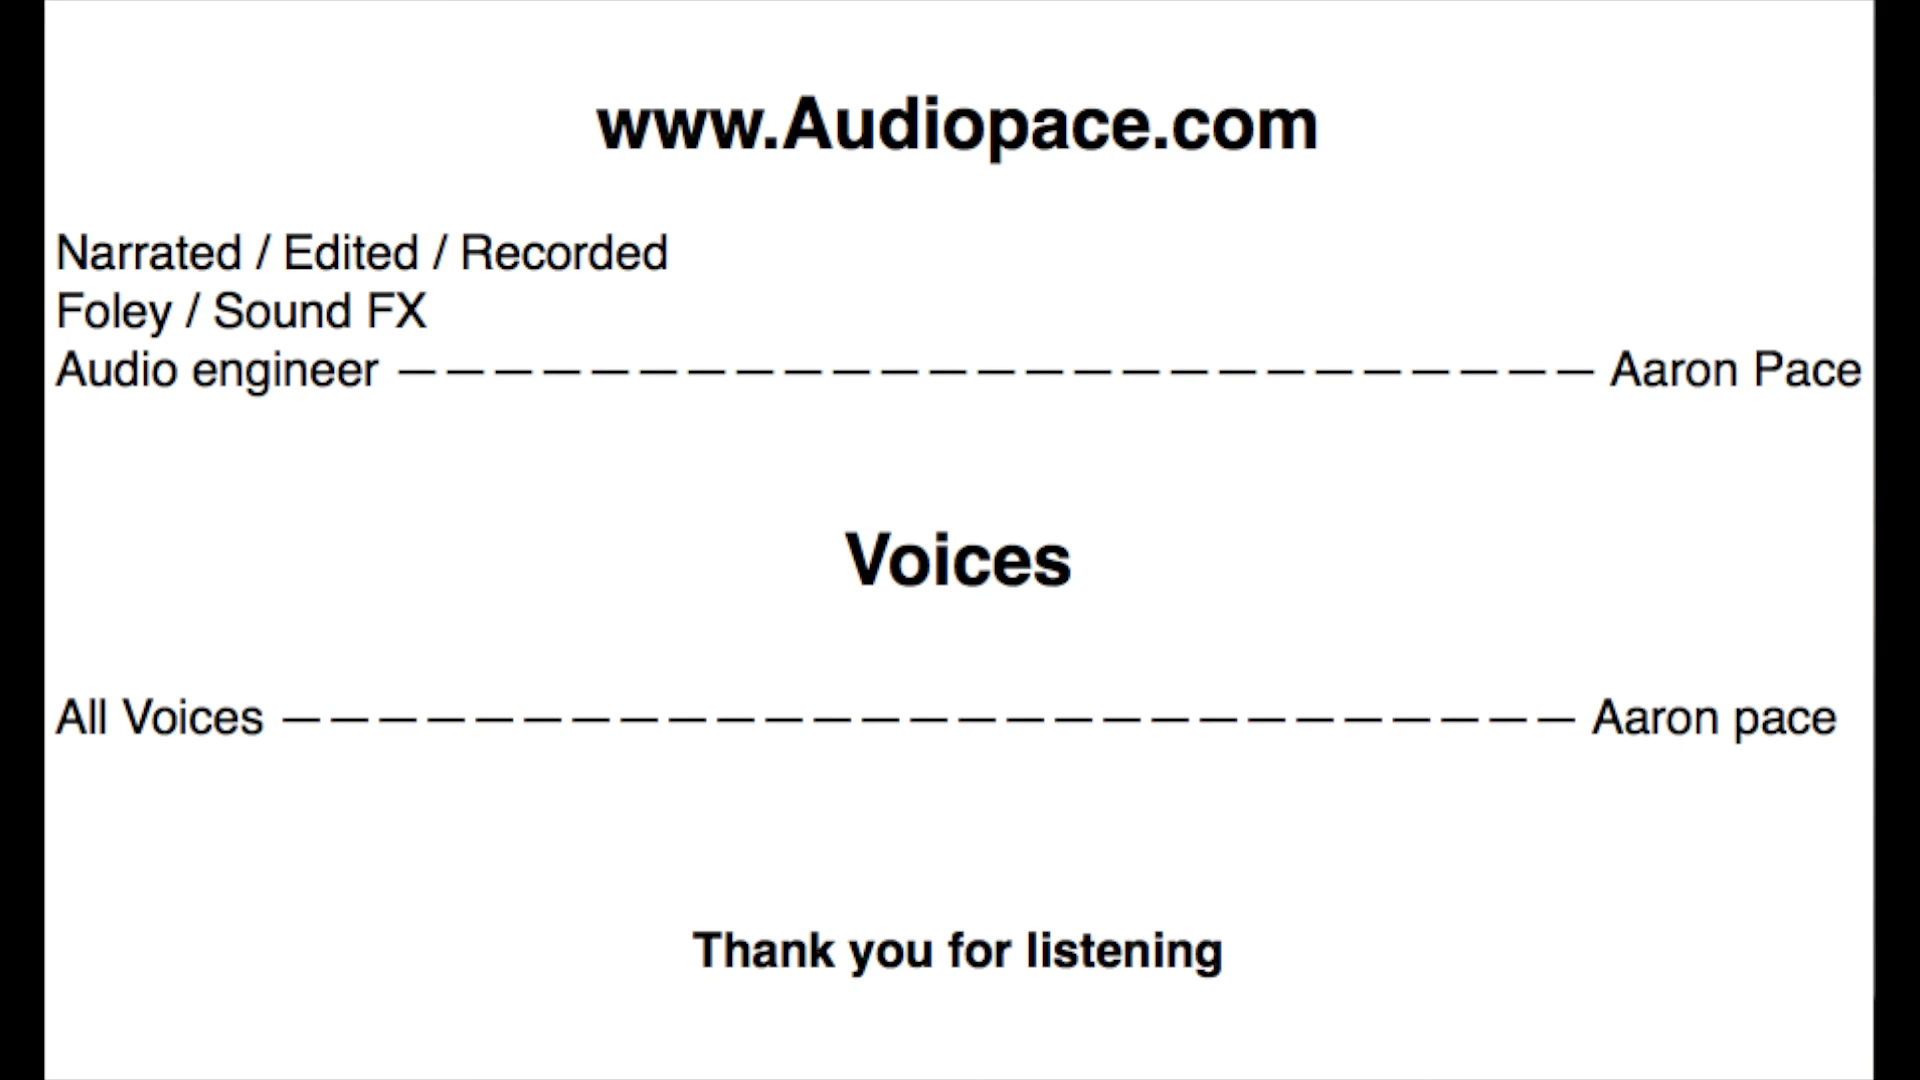 www.Audiopace.com
Narrated / Edited / Recorded
Foley / Sound FX
Audio engineer — — — — — — — — — — — — — — — — — — — — — — — — — Aaron Pace
Voices
All Voices — — — — — — — — — — — — — — — — — — — — — — — — — — — Aaron pace
Thank you for listening